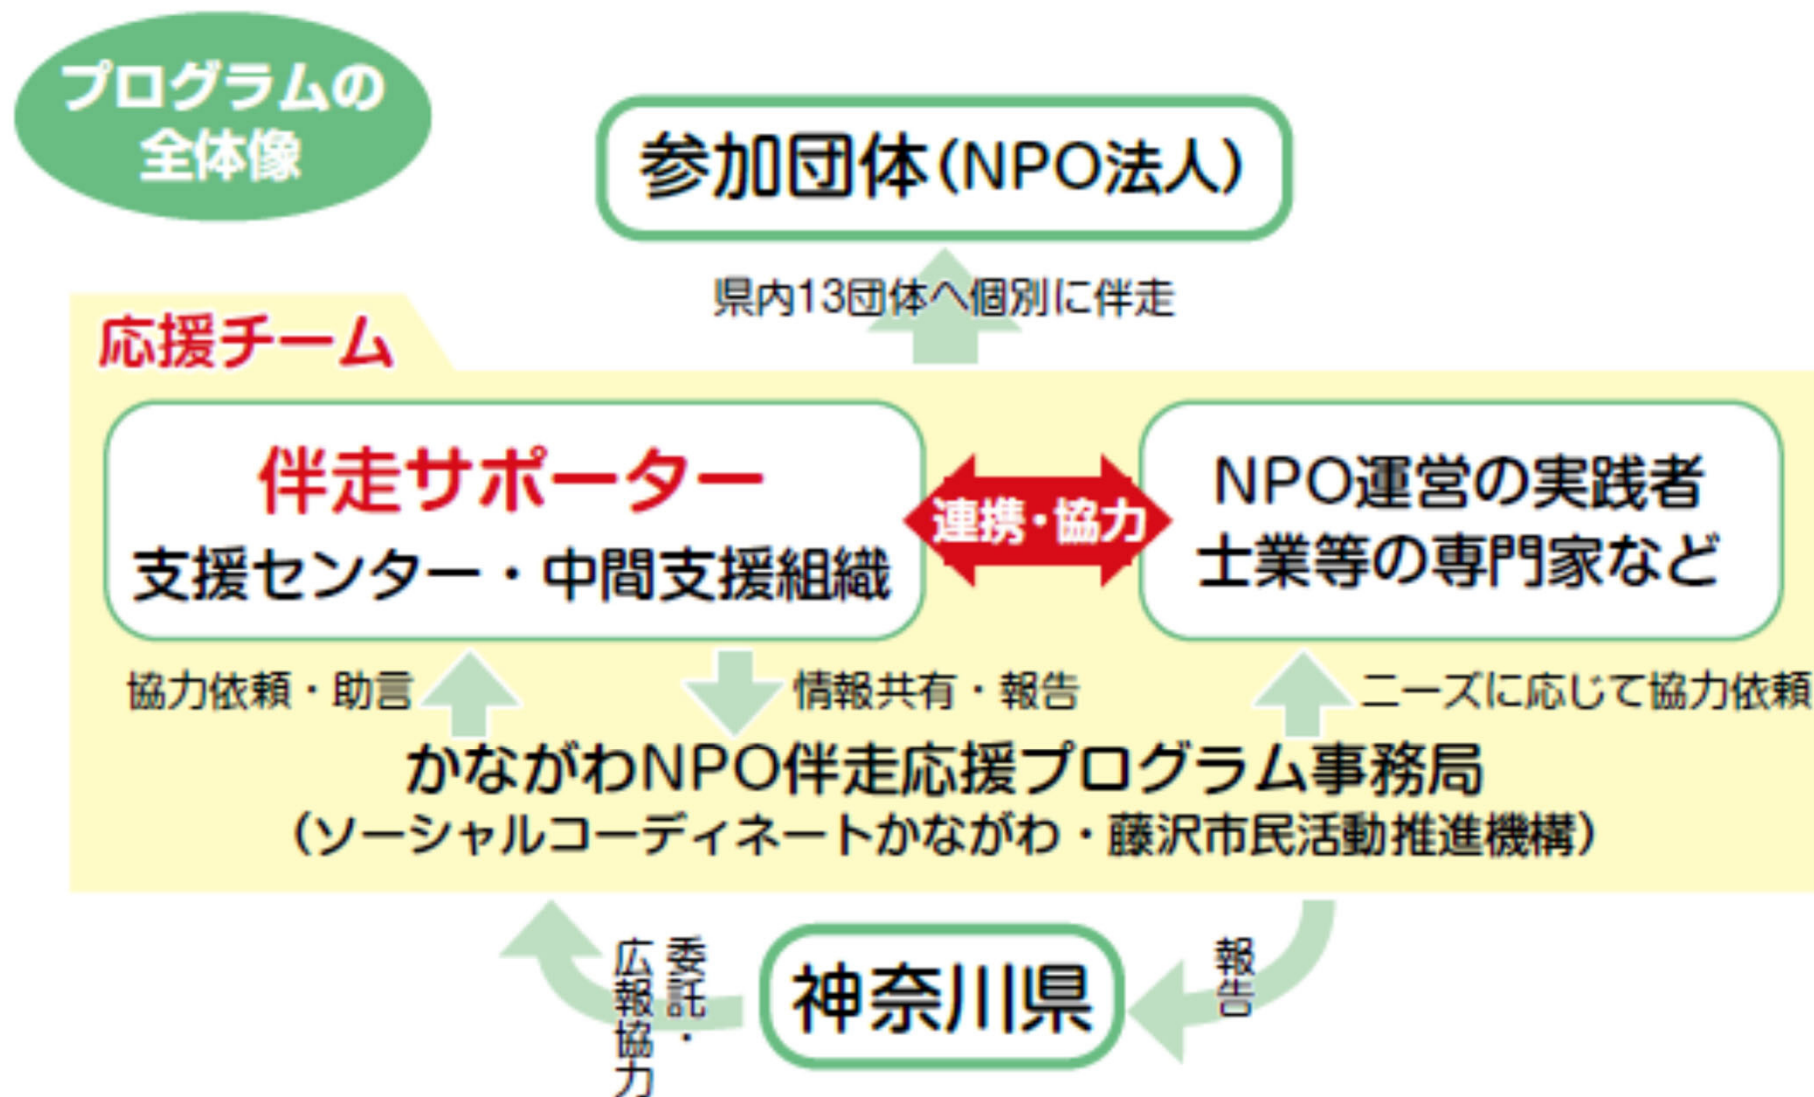 プログラムの
全体像
参加団体(NPO法人)
県内13団体へ個別に伴走
応援チーム
伴走サポーター
支援センター・中間支援組織
連携・協力
NPO運営の実践者
士業等の専門家など
協力依頼・助言
情報共有・報告
ニーズに応じて協力依頼
かながわNPO伴走応援プログラム事務局
(ソーシャルコーディネートかながわ・藤沢市民活動推進機構)
委託・
広報協力
神奈川県
報告